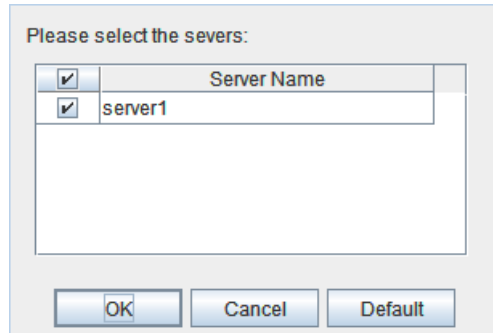 Please select the severs:
Server Name
server1
OK Cancel Default